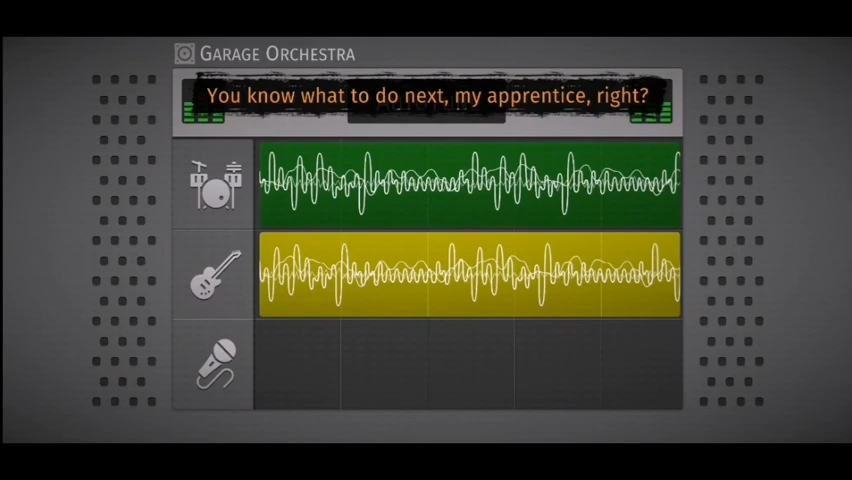 Garage Orchestra
You know what to do next, my apprentice, right?